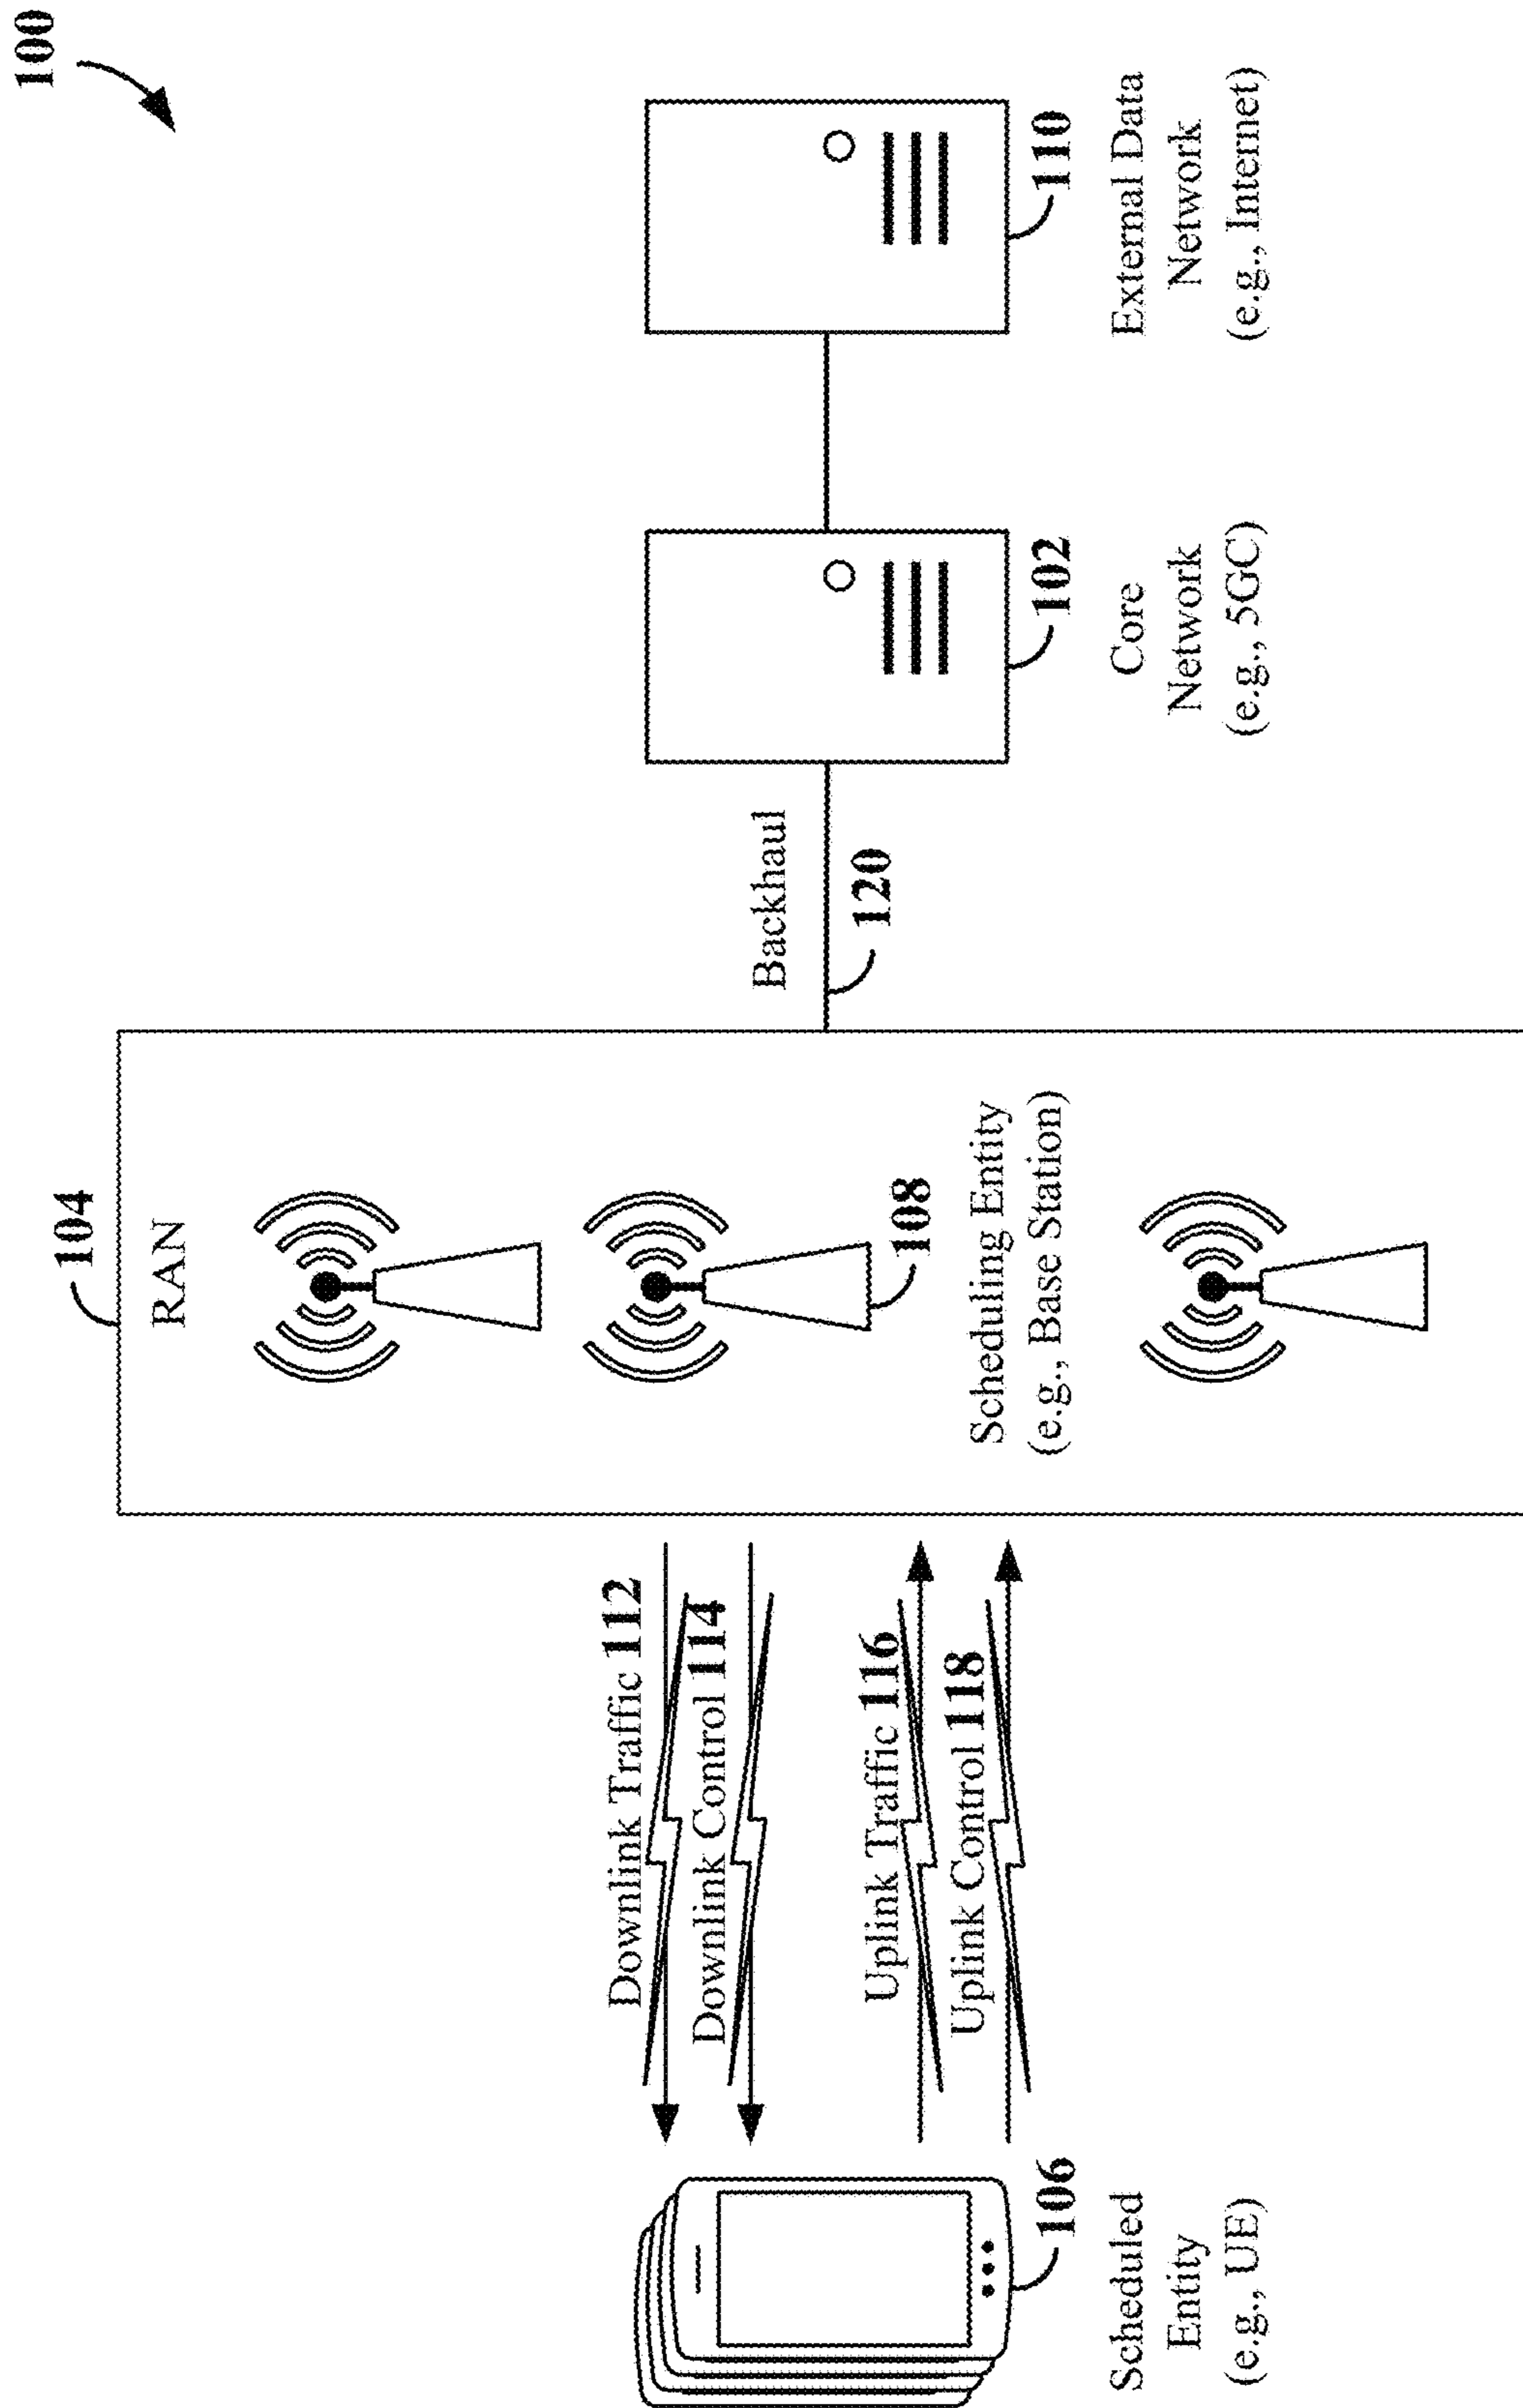 100
104
RAN
Downlink Traffic 112
Downlink Control 114
Uplink Traffic 116
Uplink Control 118
108
Scheduling Entity
(e.g., Base Station)
Backhaul
120
106
Scheduled
Entity
(e.g., UE)
102
Core
Network
(e.g., 5GC)
110
External Data
Network
(e.g., Internet)